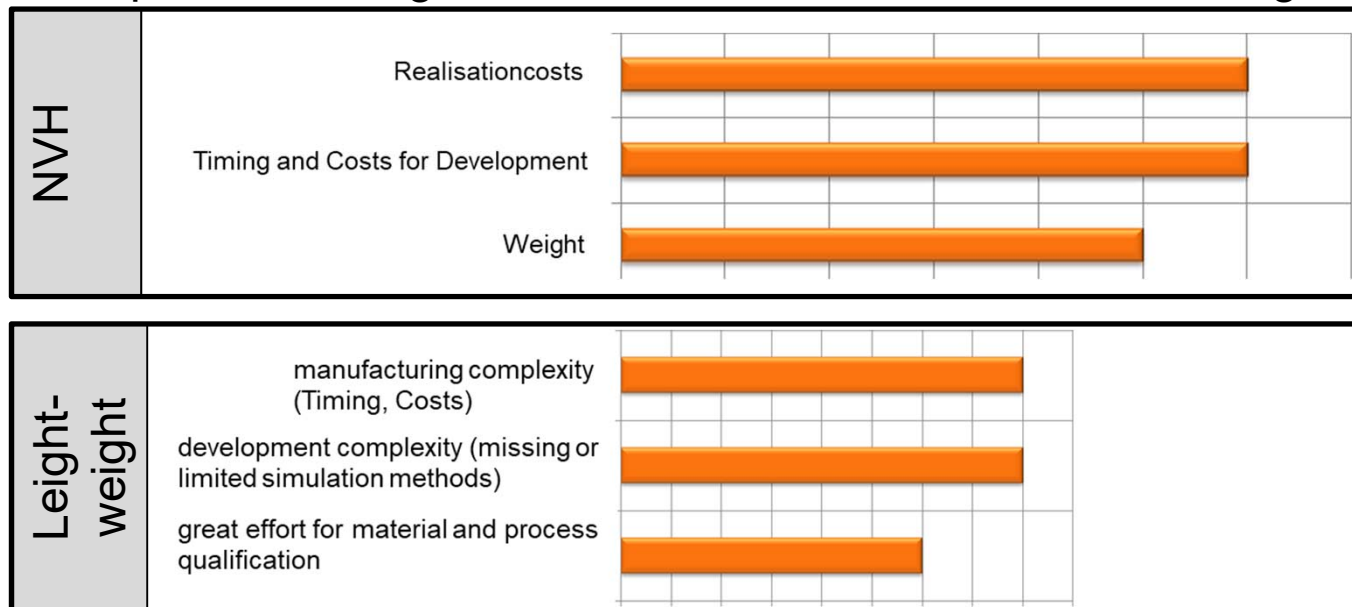 NVH
Realisationcosts
Timing and Costs for Development
Weight
Leight-
weight
manufacturing complexity
(Timing, Costs)
development complexity (missing or
limited simulation methods)
great effort for material and process
qualification